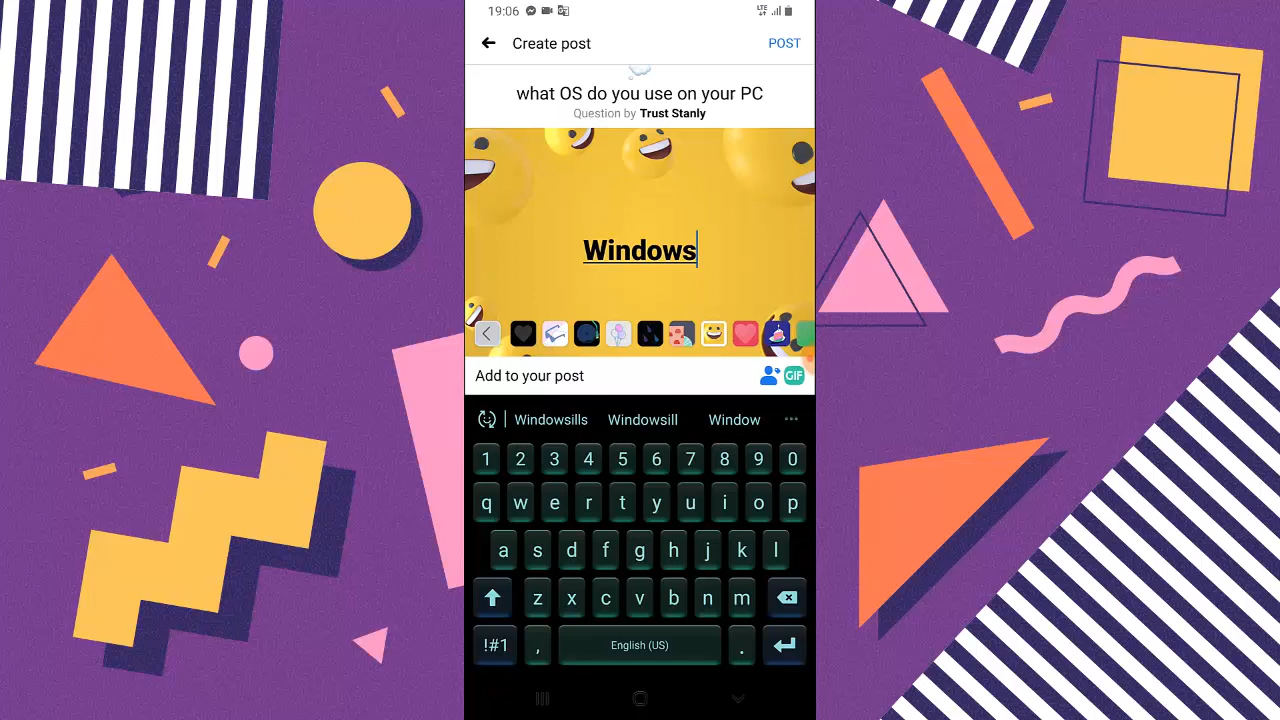 19:06
LTE
Create post
POST
what OS do you use on your PC
Question by Trust Stanly
Windows
Add to your post
GIF
Windowsills Windowsill Window
1 2 3 4 5 6 7 8 9 0
q w e r t y u i o p
a s d f g h j k l
z x c v b n m
!#1 , English (US) .